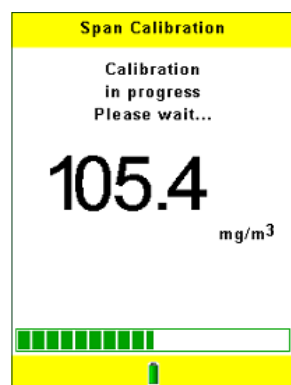 Span Calibration
Calibration
in progress
Please wait...
105.4
mg/m³